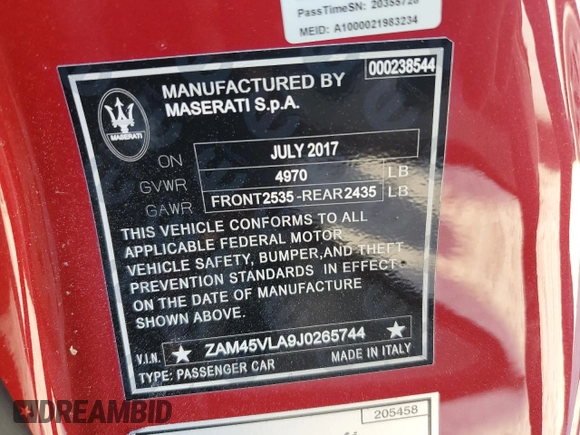 PassTimeSN: 20355720
MEID: A1000021983234
MANUFACTURED BY
MASERATI S.p.A.
000238544
MASERATI
ON JULY 2017
GVWR 4970 LB
GAWR FRONT2535-REAR2435 LB
THIS VEHICLE CONFORMS TO ALL
APPLICABLE FEDERAL MOTOR
VEHICLE SAFETY, BUMPER,AND THEFT
PREVENTION STANDARDS IN EFFECT
ON THE DATE OF MANUFACTURE
SHOWN ABOVE.
V.I.N. ★ ZAM45VLA9J0265744 ★
TYPE: PASSENGER CAR MADE IN ITALY
205458
DREAMBID